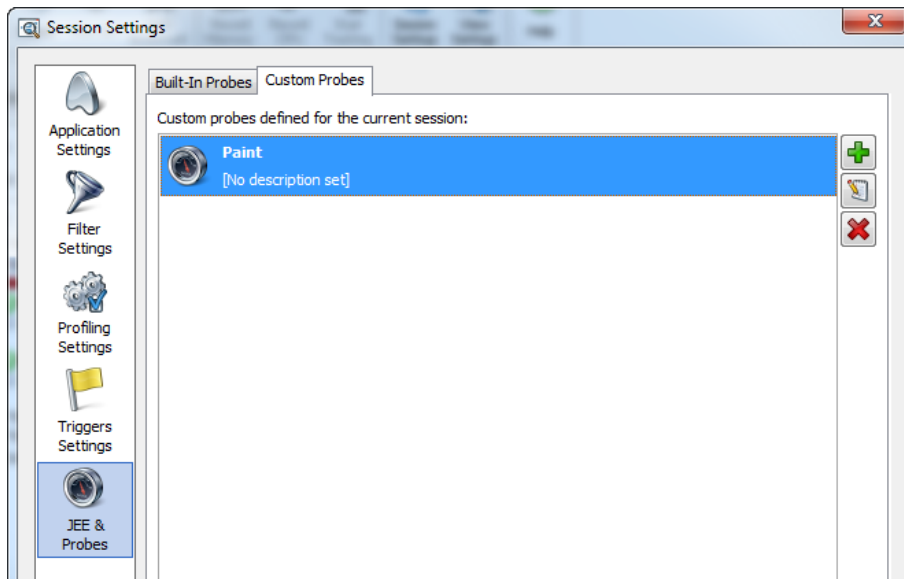 Session Settings
Built-In Probes
Custom Probes
Custom probes defined for the current session:
Paint
[No description set]
Application
Settings
Filter
Settings
Profiling
Settings
Triggers
Settings
JEE &
Probes